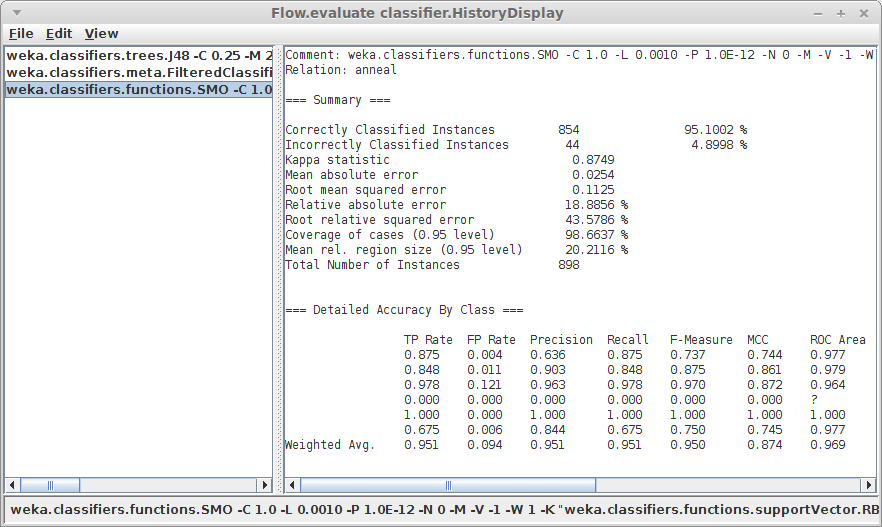 Flow.evaluate classifier.HistoryDisplay
File Edit View
weka.classifiers.trees.J48 -C 0.25 -M 2
weka.classifiers.meta.FilteredClassifi
weka.classifiers.functions.SMO -C 1.0
Comment: weka.classifiers.functions.SMO -C 1.0 -L 0.0010 -P 1.0E-12 -N 0 -M -V -1 -W
Relation: anneal
=== Summary ===
Correctly Classified Instances 854 95.1002 %
Incorrectly Classified Instances 44 4.8998 %
Kappa statistic 0.8749
Mean absolute error 0.0254
Root mean squared error 0.1125
Relative absolute error 18.8856 %
Root relative squared error 43.5786 %
Coverage of cases (0.95 level) 98.6637 %
Mean rel. region size (0.95 level) 20.2116 %
Total Number of Instances 898
=== Detailed Accuracy By Class ===
TP Rate FP Rate Precision Recall F-Measure MCC ROC Area
0.875 0.004 0.636 0.875 0.737 0.744 0.977
0.848 0.011 0.903 0.848 0.875 0.861 0.979
0.978 0.121 0.963 0.978 0.970 0.872 0.964
0.000 0.000 0.000 0.000 0.000 0.000 ?
1.000 0.000 1.000 1.000 1.000 1.000 1.000
0.675 0.006 0.844 0.675 0.750 0.745 0.977
Weighted Avg. 0.951 0.094 0.951 0.951 0.950 0.874 0.969
weka.classifiers.functions.SMO -C 1.0 -L 0.0010 -P 1.0E-12 -N 0 -M -V -1 -W 1 -K "weka.classifiers.functions.supportVector.RB